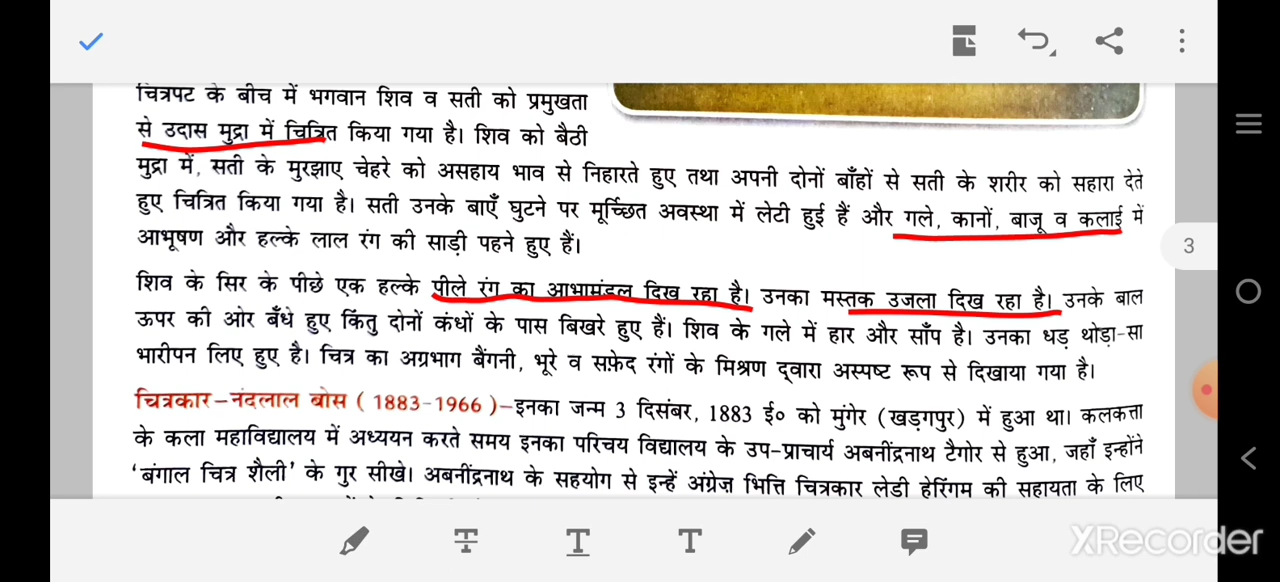 चित्रपट के बीच में भगवान शिव व सती को प्रमुखता
से उदास मुद्रा में चित्रित किया गया है। शिव को बैठी
मुद्रा में, सती के मुरझाए चेहरे को असहाय भाव से निहारते हुए तथा अपनी दोनों बाँहों से सती के शरीर को सहारा देते
हुए चित्रित किया गया है। सती उनके बाएँ घुटने पर मूर्च्छित अवस्था में लेटी हुई हैं और गले, कानों, बाजू व कलाई में
आभूषण और हल्के लाल रंग की साड़ी पहने हुए हैं।
3
शिव के सिर के पीछे एक हल्के पीले रंग का आभामंडल दिख रहा है। उनका मस्तक उजला दिख रहा है। उनके बाल
ऊपर की ओर बँधे हुए किंतु दोनों कंधों के पास बिखरे हुए हैं। शिव के गले में हार और साँप है। उनका धड़ थोड़ा-सा
भारीपन लिए हुए है। चित्र का अग्रभाग बैंगनी, भूरे व सफ़ेद रंगों के मिश्रण द्वारा अस्पष्ट रूप से दिखाया गया है।
चित्रकार-नंदलाल बोस (1883-1966)-इनका जन्म 3 दिसंबर, 1883 ई० को मुंगेर (खड़गपुर) में हुआ था। कलकत्ता
के कला महाविद्यालय में अध्ययन करते समय इनका परिचय विद्यालय के उप-प्राचार्य अबनींद्रनाथ टैगोर से हुआ, जहाँ इन्होंने
'बंगाल चित्र शैली' के गुर सीखे। अबनींद्रनाथ के सहयोग से इन्हें अंग्रेज़ भित्ति चित्रकार लेडी हेरिंगम की सहायता के लिए
T T T
XRecorder